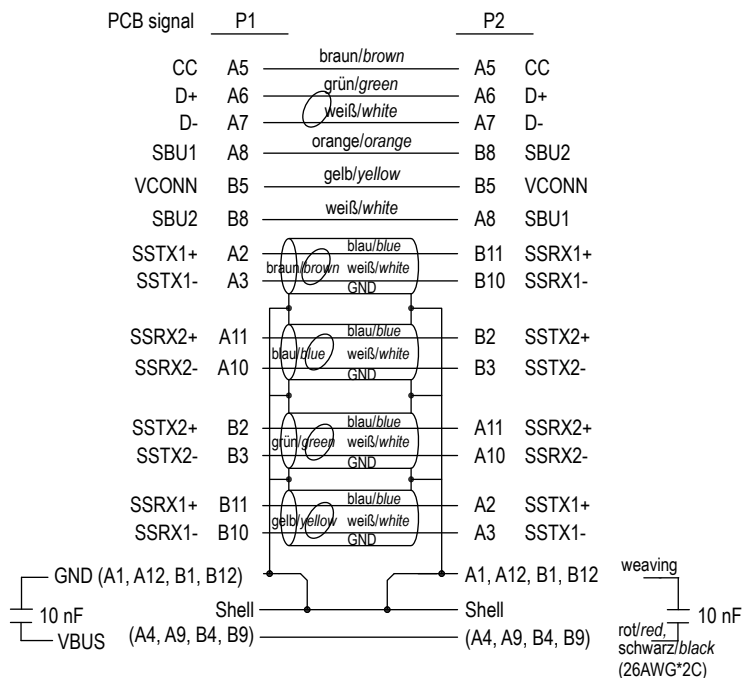 PCB signal P1 P2
braun/brown
CC A5 A5 CC
grün/green
D+ A6 A6 D+
weiß/white
D- A7 A7 D-
orange/orange
SBU1 A8 B8 SBU2
gelb/yellow
VCONN B5 B5 VCONN
weiß/white
SBU2 B8 A8 SBU1
blau/blue
SSTX1+ A2 B11 SSRX1+
braun/brown weiß/white
SSTX1- A3 B10 SSRX1-
GND
blau/blue
SSRX2+ A11 B2 SSTX2+
blau/blue weiß/white
SSRX2- A10 B3 SSTX2-
GND
blau/blue
SSTX2+ B2 A11 SSRX2+
grün/green weiß/white
SSTX2- B3 A10 SSRX2-
GND
blau/blue
SSRX1+ B11 A2 SSTX1+
gelb/yellow weiß/white
SSRX1- B10 A3 SSTX1-
GND
GND (A1, A12, B1, B12) A1, A12, B1, B12 weaving
10 nF Shell Shell 10 nF
VBUS (A4, A9, B4, B9) (A4, A9, B4, B9)
rot/red,
schwarz/black
(26AWG*2C)